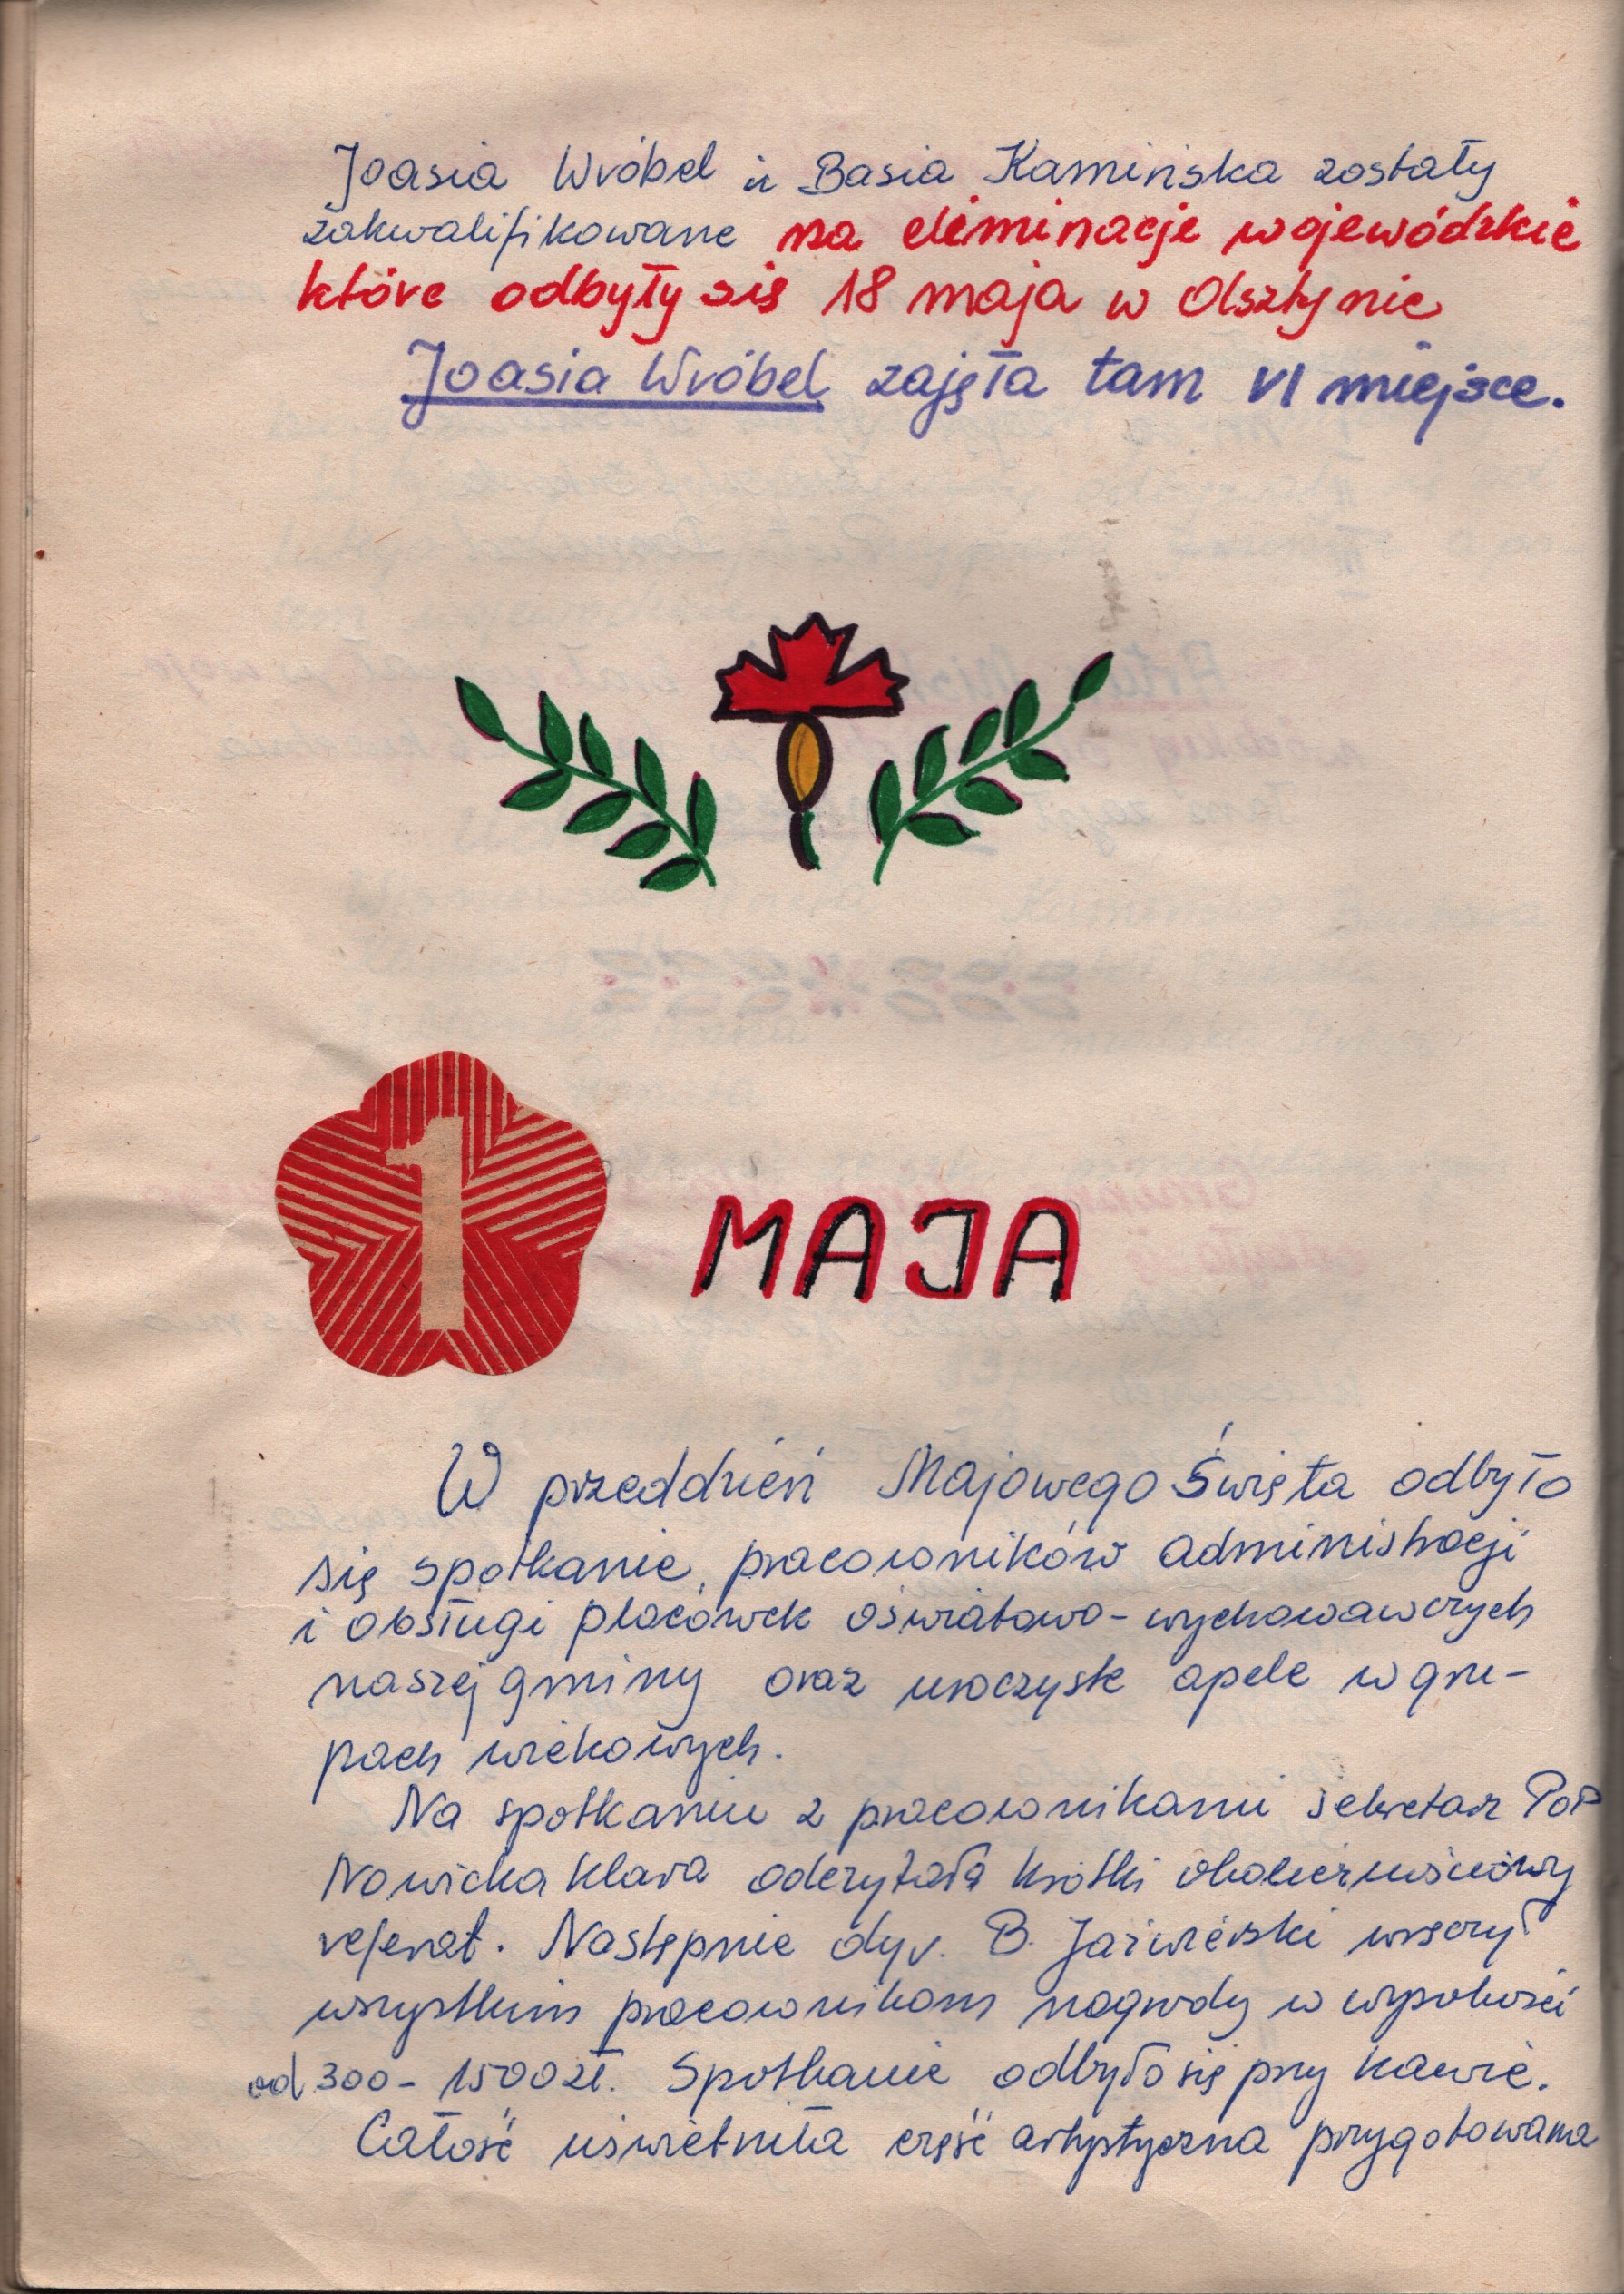 Joasia Wróbel i Basia Kamińska zostały
zakwalifikowane na eliminacje wojewódzkie
które odbyły się 18 maja w Olsztynie
Joasia Wróbel zajęła tam VI miejsce.
1 MAJA
W przeddzień Majowego Święta odbyło
się spotkanie pracowników administracji
i obsługi placówek oświatowo-wychowawczych
naszej gminy oraz uroczyste apele w gru-
pach wiekowych.
Na spotkaniu z pracownikami sekretarz POP
Nowicka Klara odczytała krótki okolicznościowy
referat. Następnie dyr. B. wręczył
wszystkim pracownikom nagrody w wysokości
od 300- 1500 zł. Spotkanie odbyło się przy kawie.
Całość uświetniła część artystyczna przygotowana